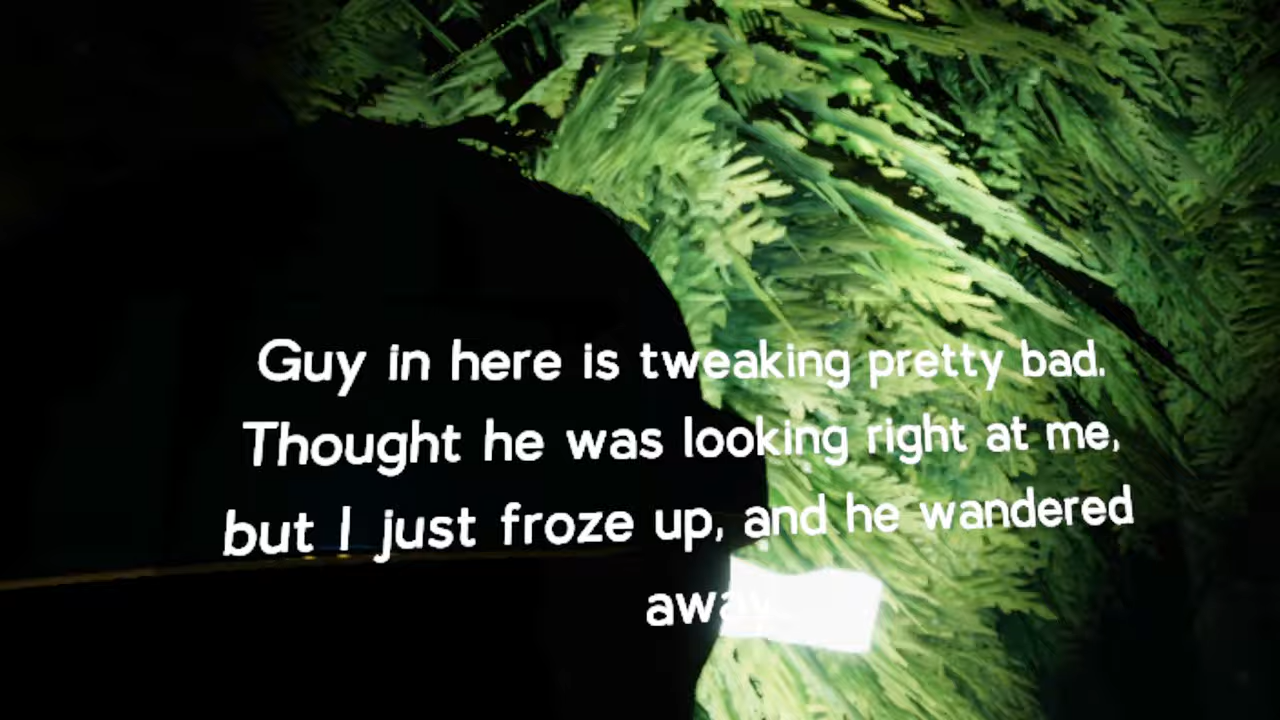 Guy in here is tweaking pretty bad.
Thought he was looking right at me,
but I just froze up, and he wandered
away